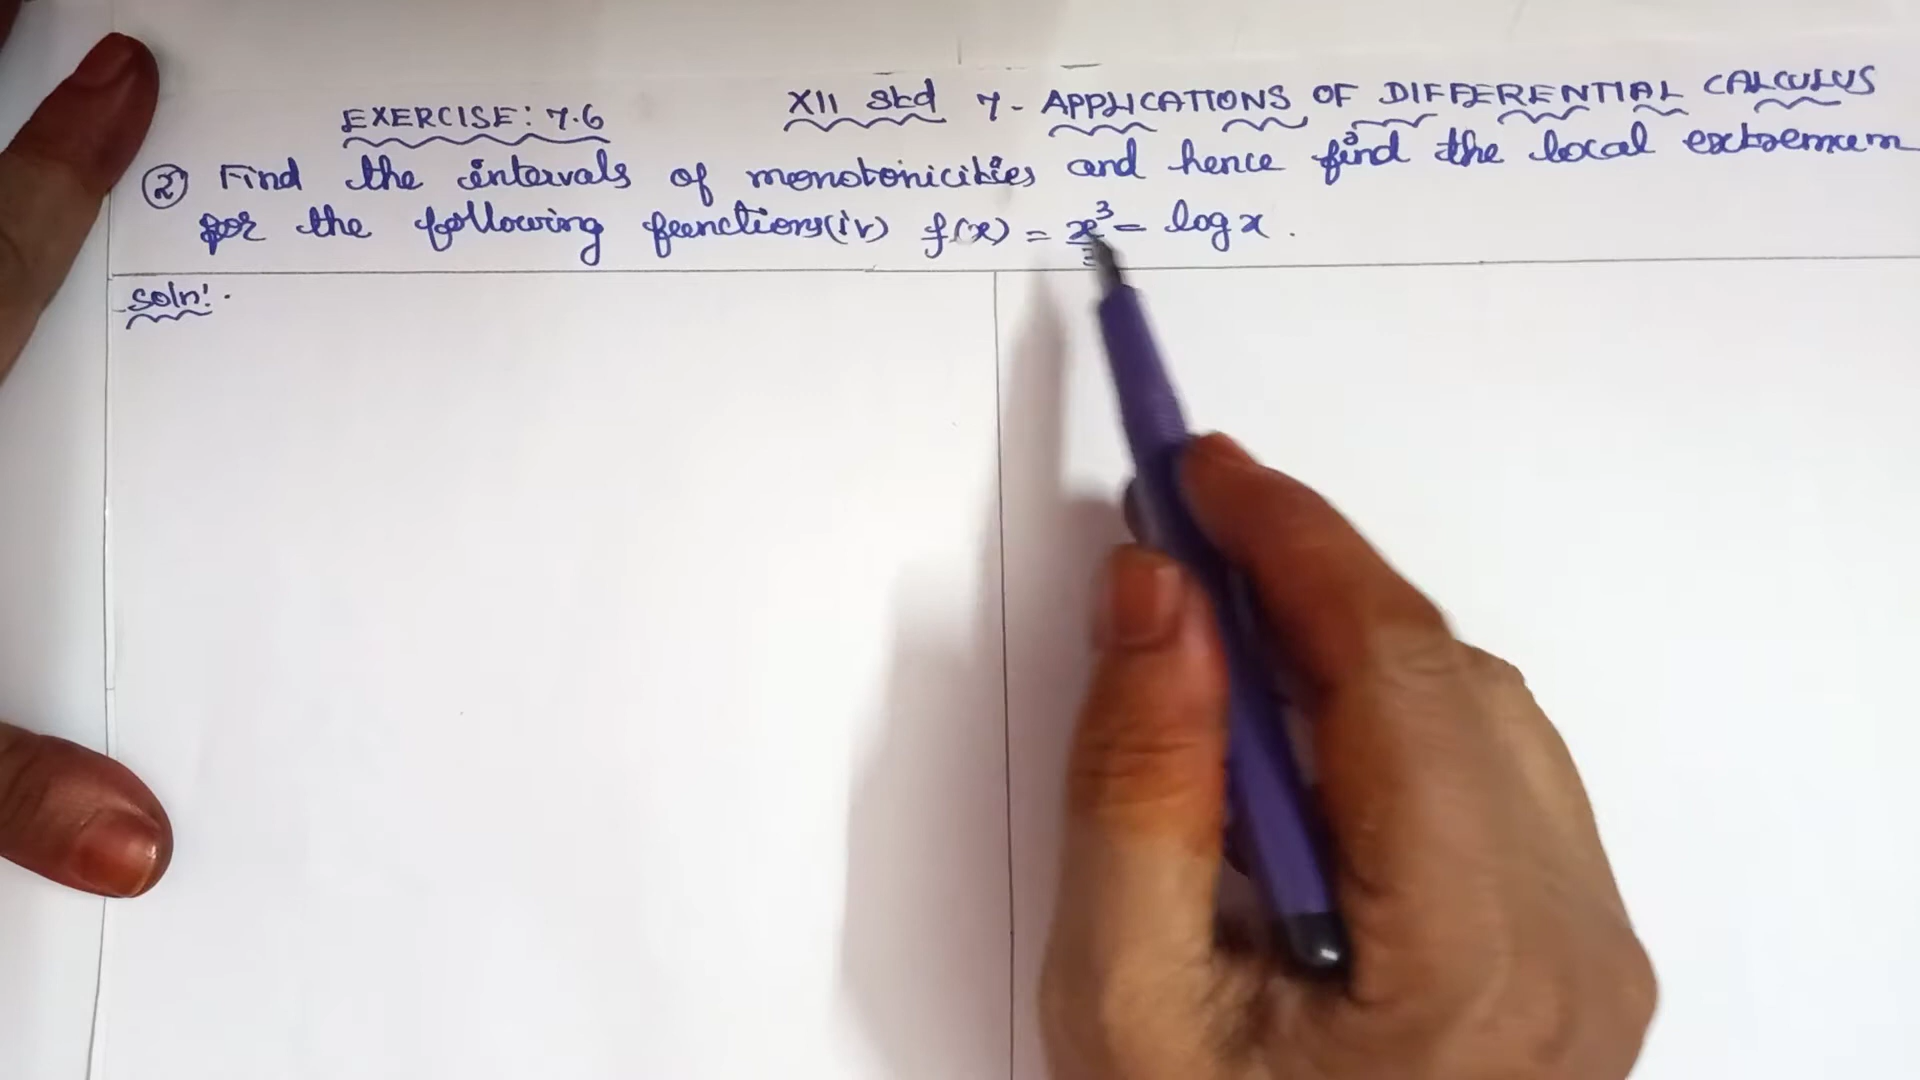 XII Std 7 - APPLICATIONS OF DIFFERENTIAL CALCULUS
EXERCISE: 7.6
② Find the intervals of monotonicities and hence find the local extremum
for the following functions (iv) f(x) = x³/3 - log x.
Soln: